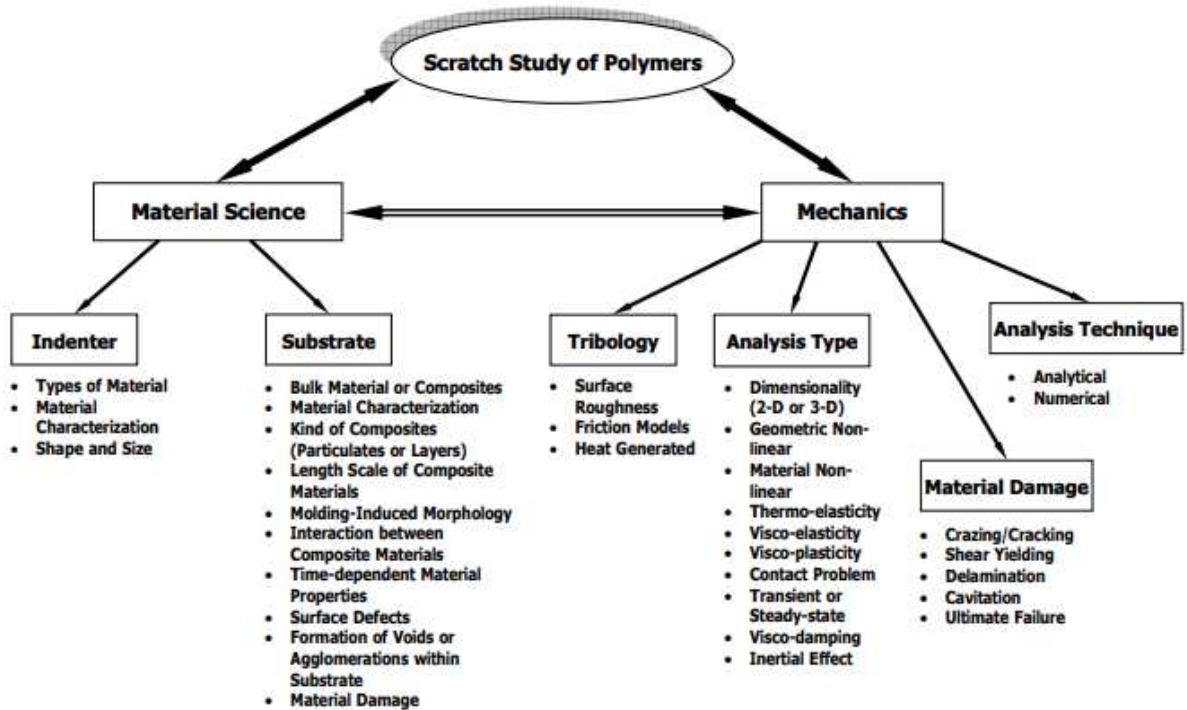 Scratch Study of Polymers
Material Science
Mechanics
Indenter
• Types of Material
• Material
Characterization
• Shape and Size
Substrate
• Bulk Material or Composites
• Material Characterization
• Kind of Composites
(Particulates or Layers)
• Length Scale of Composite
Materials
• Molding-Induced Morphology
• Interaction between
Composite Materials
• Time-dependent Material
Properties
• Surface Defects
• Formation of Voids or
Agglomerations within
Substrate
• Material Damage
Tribology
• Surface
Roughness
• Friction Models
• Heat Generated
Analysis Type
• Dimensionality
(2-D or 3-D)
• Geometric Non-
linear
• Material Non-
linear
• Thermo-elasticity
• Visco-elasticity
• Visco-plasticity
• Contact Problem
• Transient or
Steady-state
• Visco-damping
• Inertial Effect
Analysis Technique
• Analytical
• Numerical
Material Damage
• Crazing/Cracking
• Shear Yielding
• Delamination
• Cavitation
• Ultimate Failure